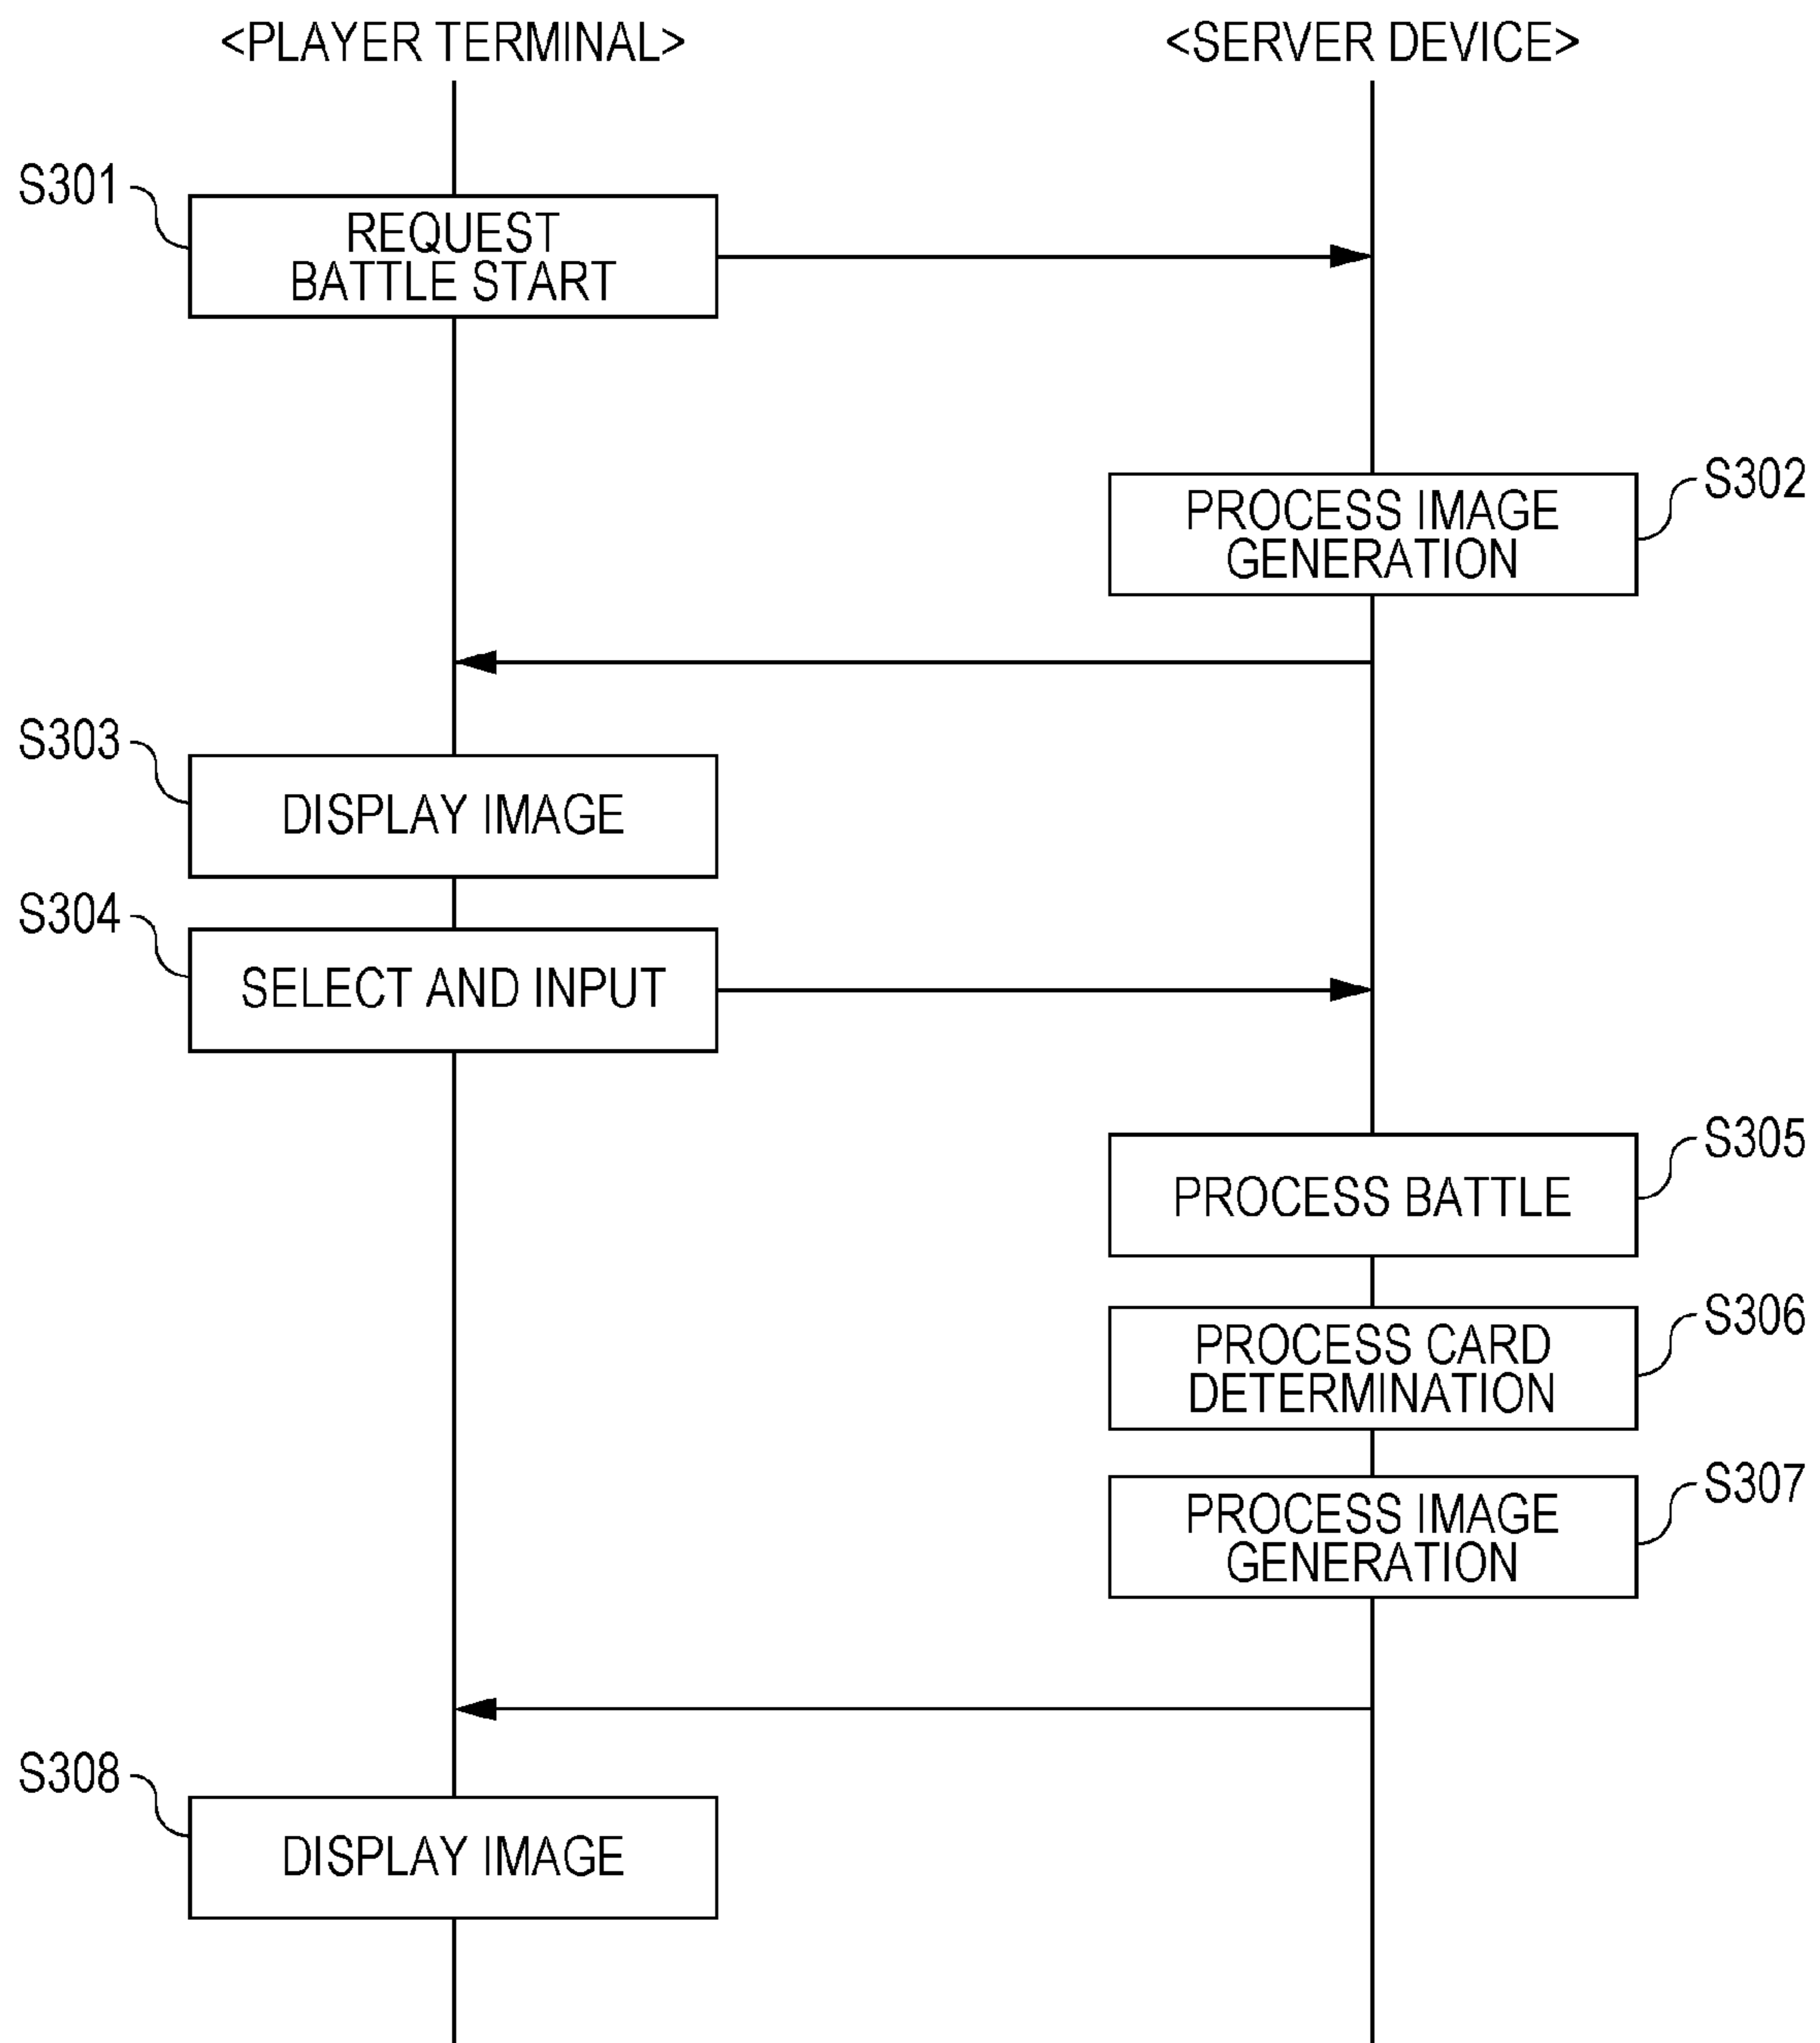 <PLAYER TERMINAL>
<SERVER DEVICE>
S301
REQUEST
BATTLE START
S302
PROCESS IMAGE
GENERATION
S303
DISPLAY IMAGE
S304
SELECT AND INPUT
S305
PROCESS BATTLE
S306
PROCESS CARD
DETERMINATION
S307
PROCESS IMAGE
GENERATION
S308
DISPLAY IMAGE